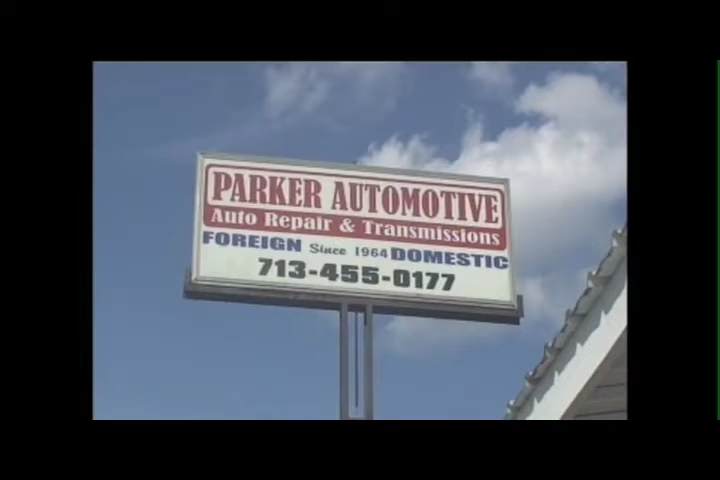 PARKER AUTOMOTIVE
Auto Repair & Transmissions
FOREIGN Since 1964 DOMESTIC
713-455-0177